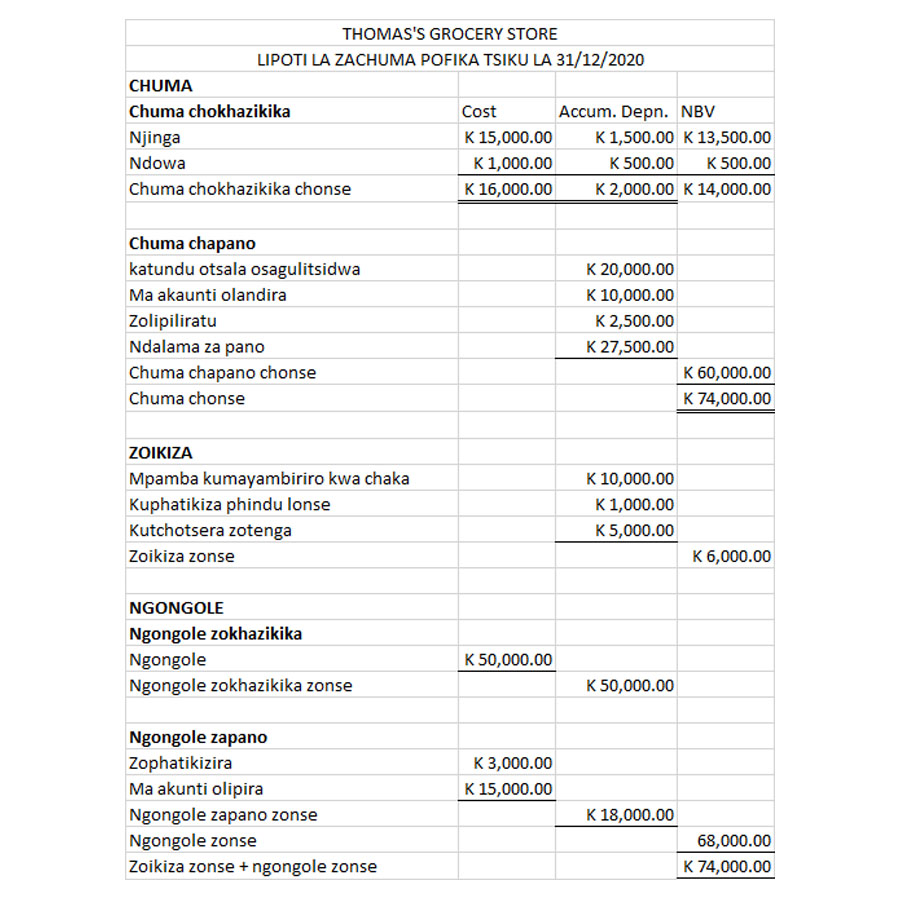 THOMAS'S GROCERY STORE
LIPOTI LA ZACHUMA POFIKA TSIKU LA 31/12/2020
CHUMA
Chuma chokhazikika Cost Accum. Depn. NBV
Njinga K 15,000.00 K 1,500.00 K 13,500.00
Ndowa K 1,000.00 K 500.00 K 500.00
Chuma chokhazikika chonse K 16,000.00 K 2,000.00 K 14,000.00
Chuma chapano
katundu otsala osagulitsidwa K 20,000.00
Ma akaunti olandira K 10,000.00
Zolipiliratu K 2,500.00
Ndalama za pano K 27,500.00
Chuma chapano chonse K 60,000.00
Chuma chonse K 74,000.00
ZOIKIZA
Mpamba kumayambiriro kwa chaka K 10,000.00
Kuphatikiza phindu lonse K 1,000.00
Kutchotsera zotenga K 5,000.00
Zoikiza zonse K 6,000.00
NGONGOLE
Ngongole zokhazikika
Ngongole K 50,000.00
Ngongole zokhazikika zonse K 50,000.00
Ngongole zapano
Zophatikizira K 3,000.00
Ma akunti olipira K 15,000.00
Ngongole zapano zonse K 18,000.00
Ngongole zonse 68,000.00
Zoikiza zonse + ngongole zonse K 74,000.00